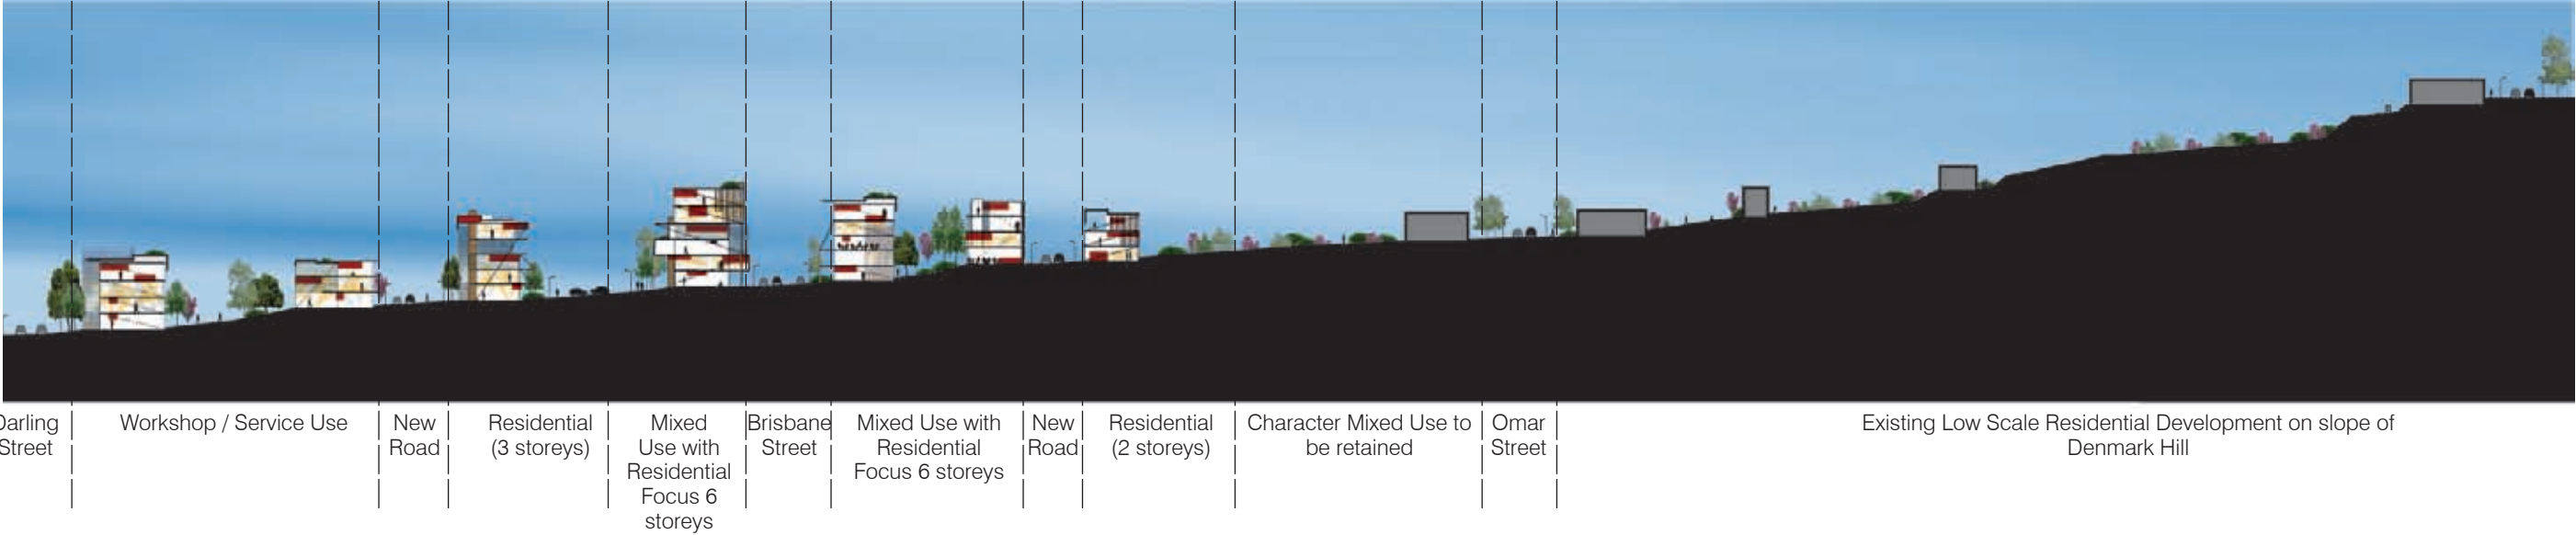 Darling
Street
Workshop / Service Use
New
Road
Residential
(3 storeys)
Mixed
Use with
Residential
Focus 6
storeys
Brisbane
Street
Mixed Use with
Residential
Focus 6 storeys
New
Road
Residential
(2 storeys)
Character Mixed Use to
be retained
Omar
Street
Existing Low Scale Residential Development on slope of
Denmark Hill